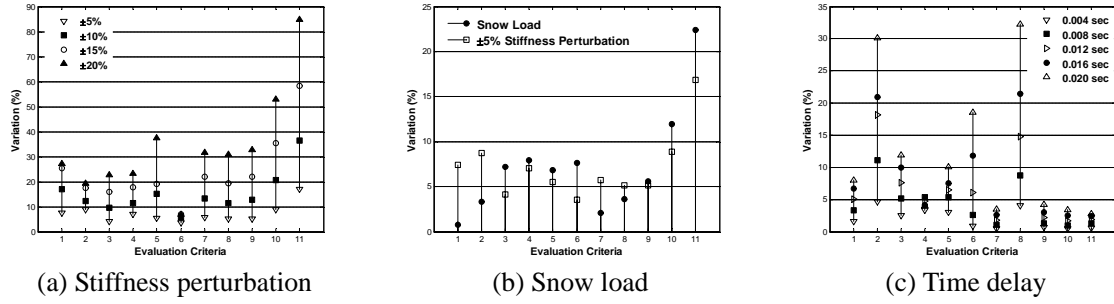 90
80
70
60
50
40
30
20
10
0
Variation (%)
±5%
±10%
±15%
±20%
1 2 3 4 5 6 7 8 9 10 11
Evaluation Criteria
(a) Stiffness perturbation
25
20
15
10
5
0
Variation (%)
Snow Load
±5% Stiffness Perturbation
1 2 3 4 5 6 7 8 9 10 11
Evaluation Criteria
(b) Snow load
35
30
25
20
15
10
5
0
Variation (%)
0.004 sec
0.008 sec
0.012 sec
0.016 sec
0.020 sec
1 2 3 4 5 6 7 8 9 10 11
Evaluation Criteria
(c) Time delay